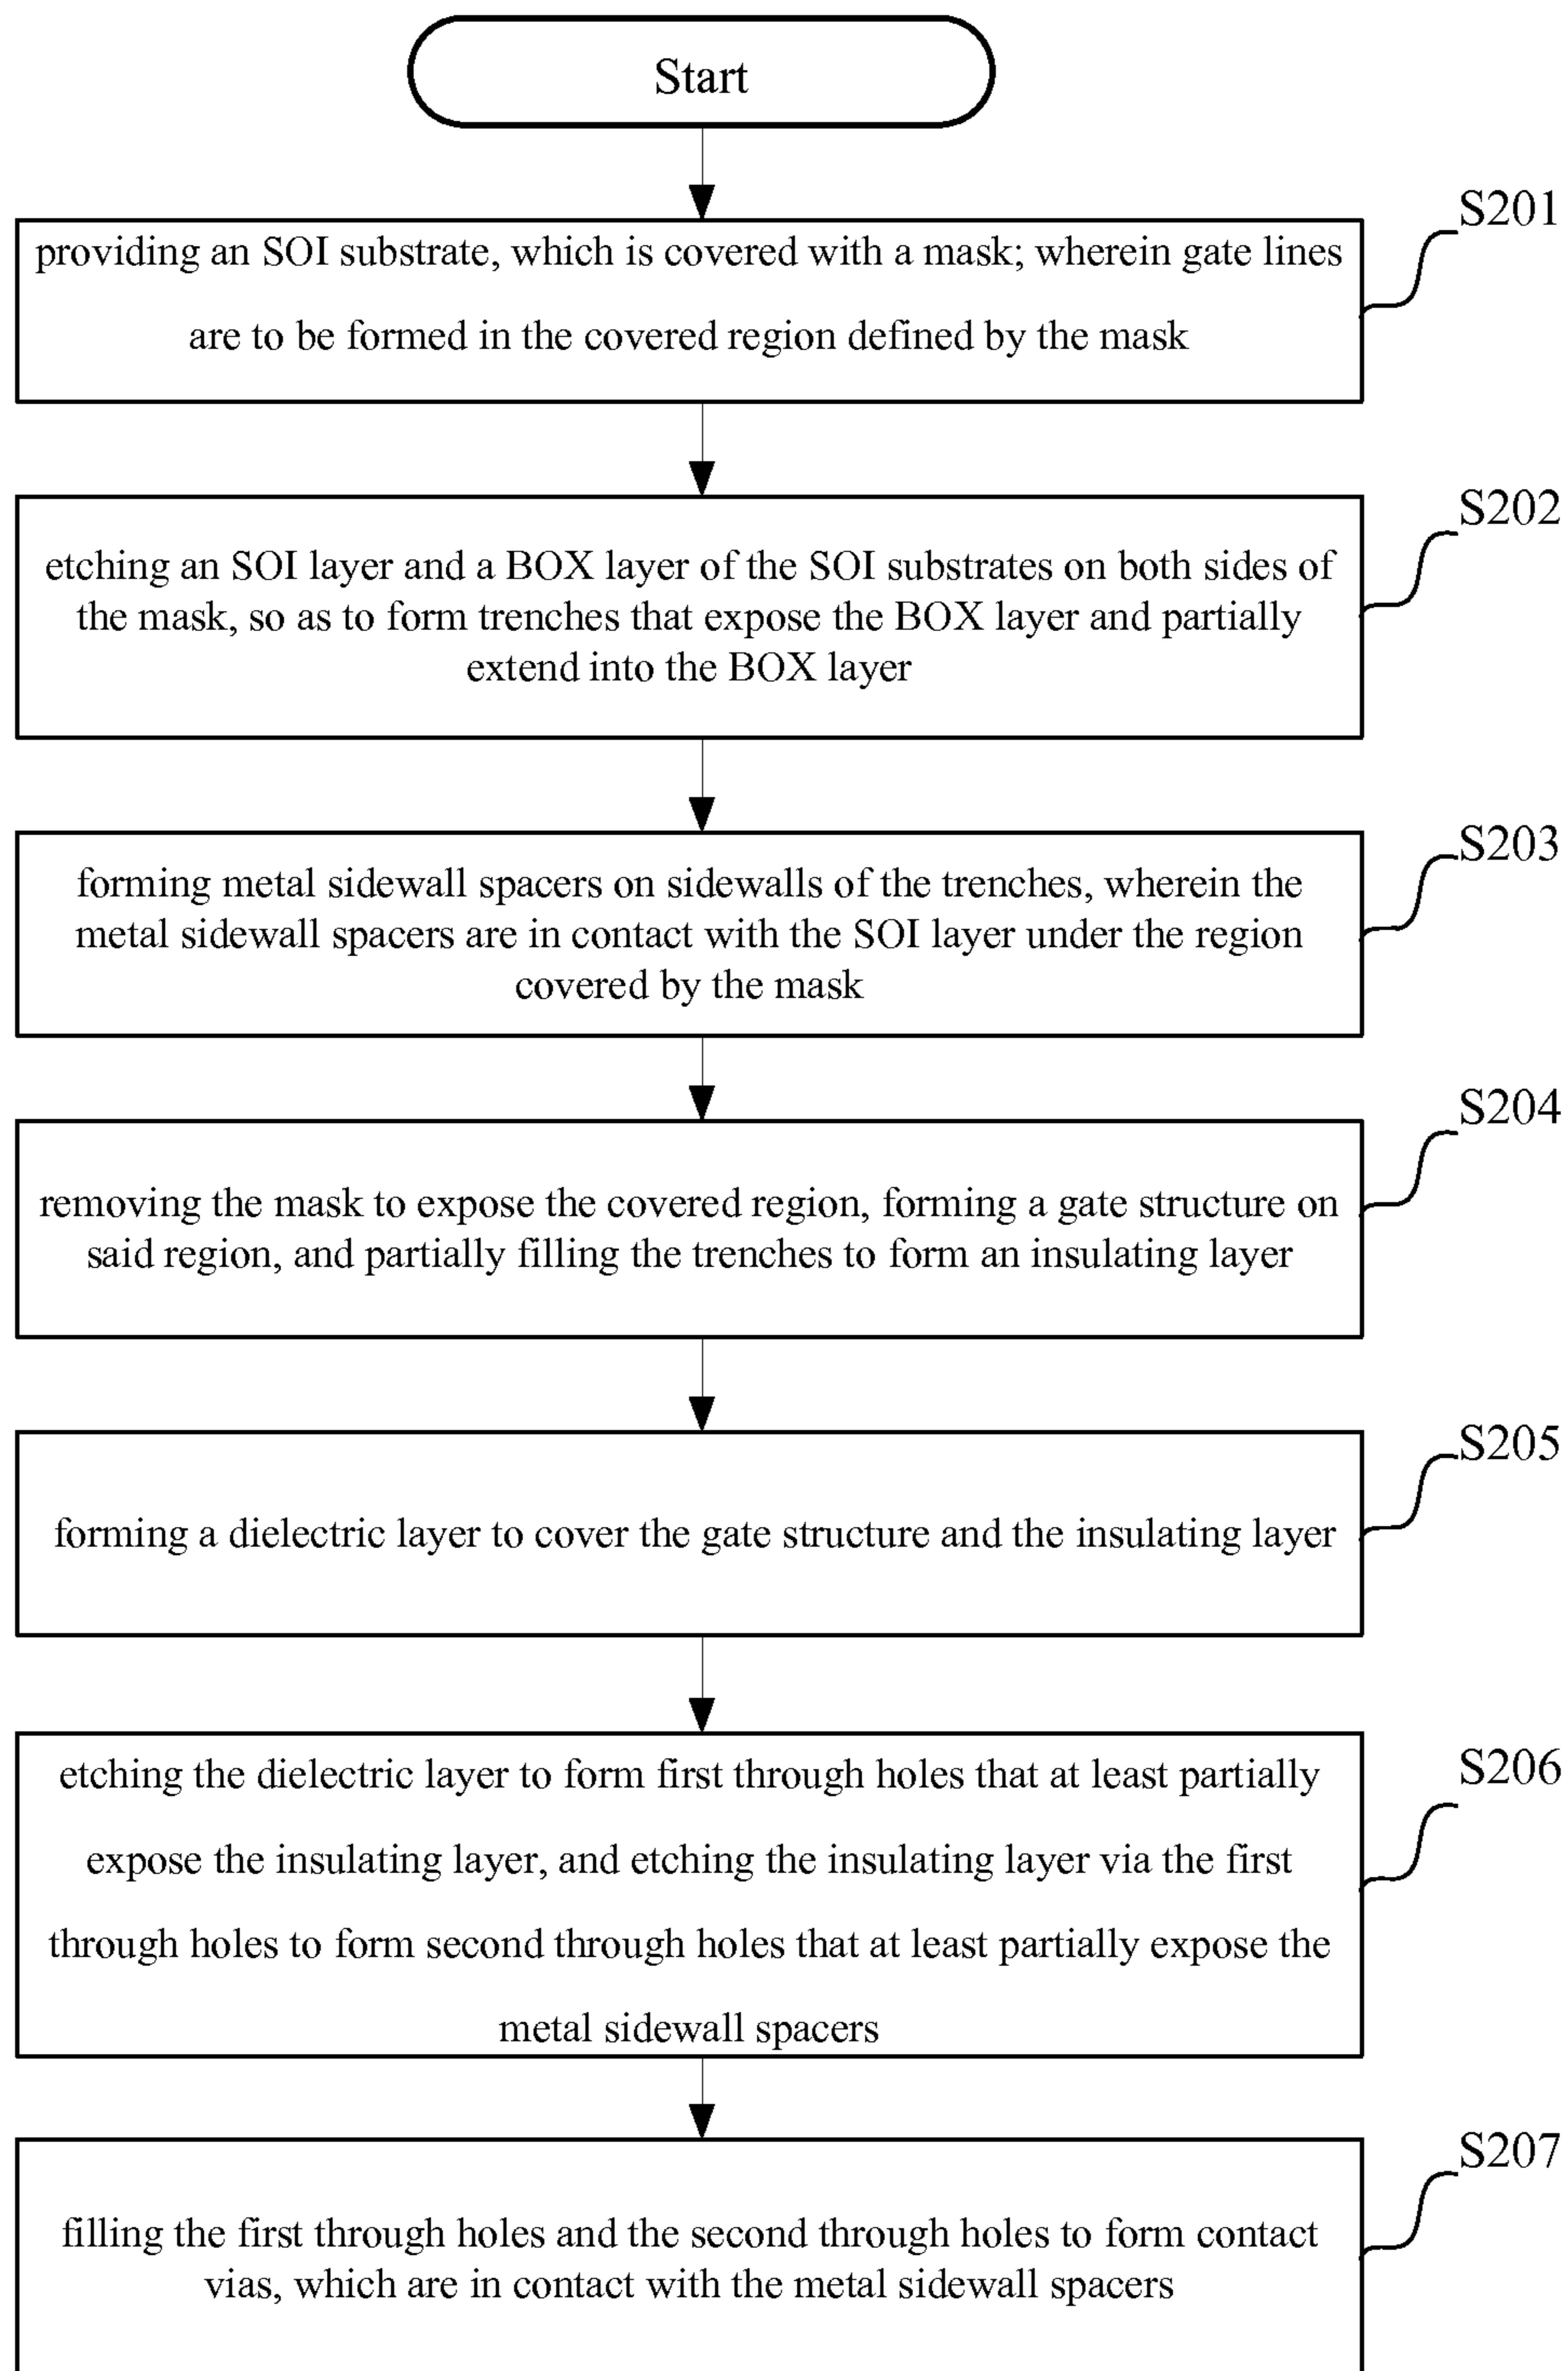 Start
S201
providing an SOI substrate, which is covered with a mask; wherein gate lines
are to be formed in the covered region defined by the mask
S202
etching an SOI layer and a BOX layer of the SOI substrates on both sides of
the mask, so as to form trenches that expose the BOX layer and partially
extend into the BOX layer
S203
forming metal sidewall spacers on sidewalls of the trenches, wherein the
metal sidewall spacers are in contact with the SOI layer under the region
covered by the mask
S204
removing the mask to expose the covered region, forming a gate structure on
said region, and partially filling the trenches to form an insulating layer
S205
forming a dielectric layer to cover the gate structure and the insulating layer
S206
etching the dielectric layer to form first through holes that at least partially
expose the insulating layer, and etching the insulating layer via the first
through holes to form second through holes that at least partially expose the
metal sidewall spacers
S207
filling the first through holes and the second through holes to form contact
vias, which are in contact with the metal sidewall spacers